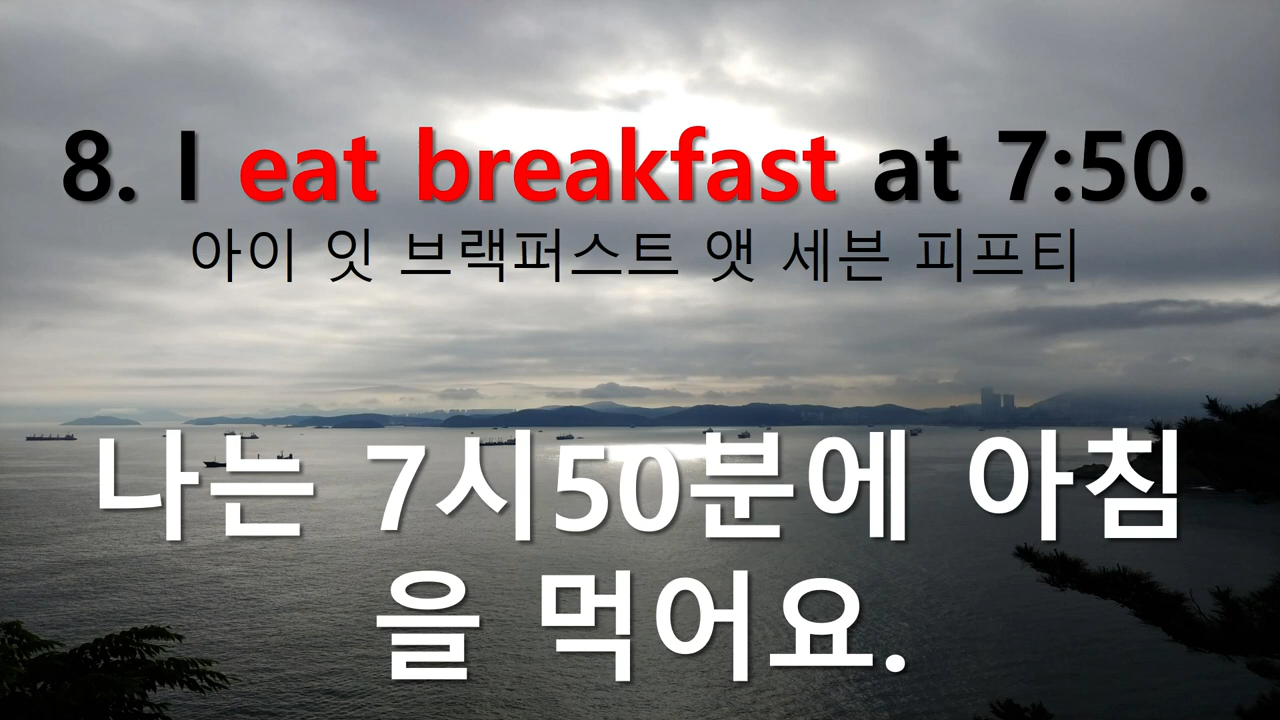 8. I eat breakfast at 7:50.
아이 잇 브랙퍼스트 앳 세븐 피프티
나는 7시50분에 아침
을 먹어요.